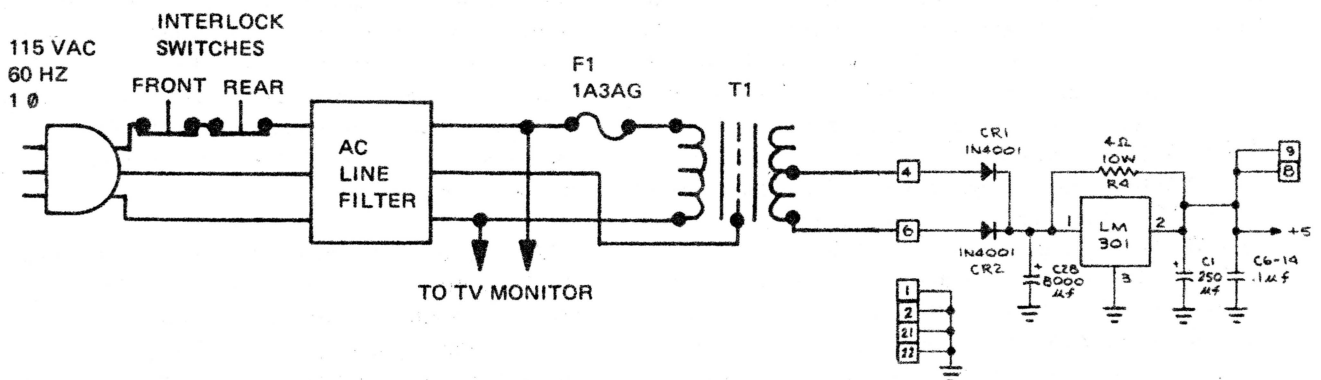 INTERLOCK
SWITCHES
115 VAC
60 HZ
1 Ø
FRONT REAR
AC
LINE
FILTER
F1
1A3AG
T1
TO TV MONITOR
4
6
CR1
1N4001
1N4001
CR2
4Ω
10W
R4
1
LM
301
2
3
+
C28
8000
µf
+
C1
250
µf
C6-14
.1µf
9
8
+5
1
2
21
22